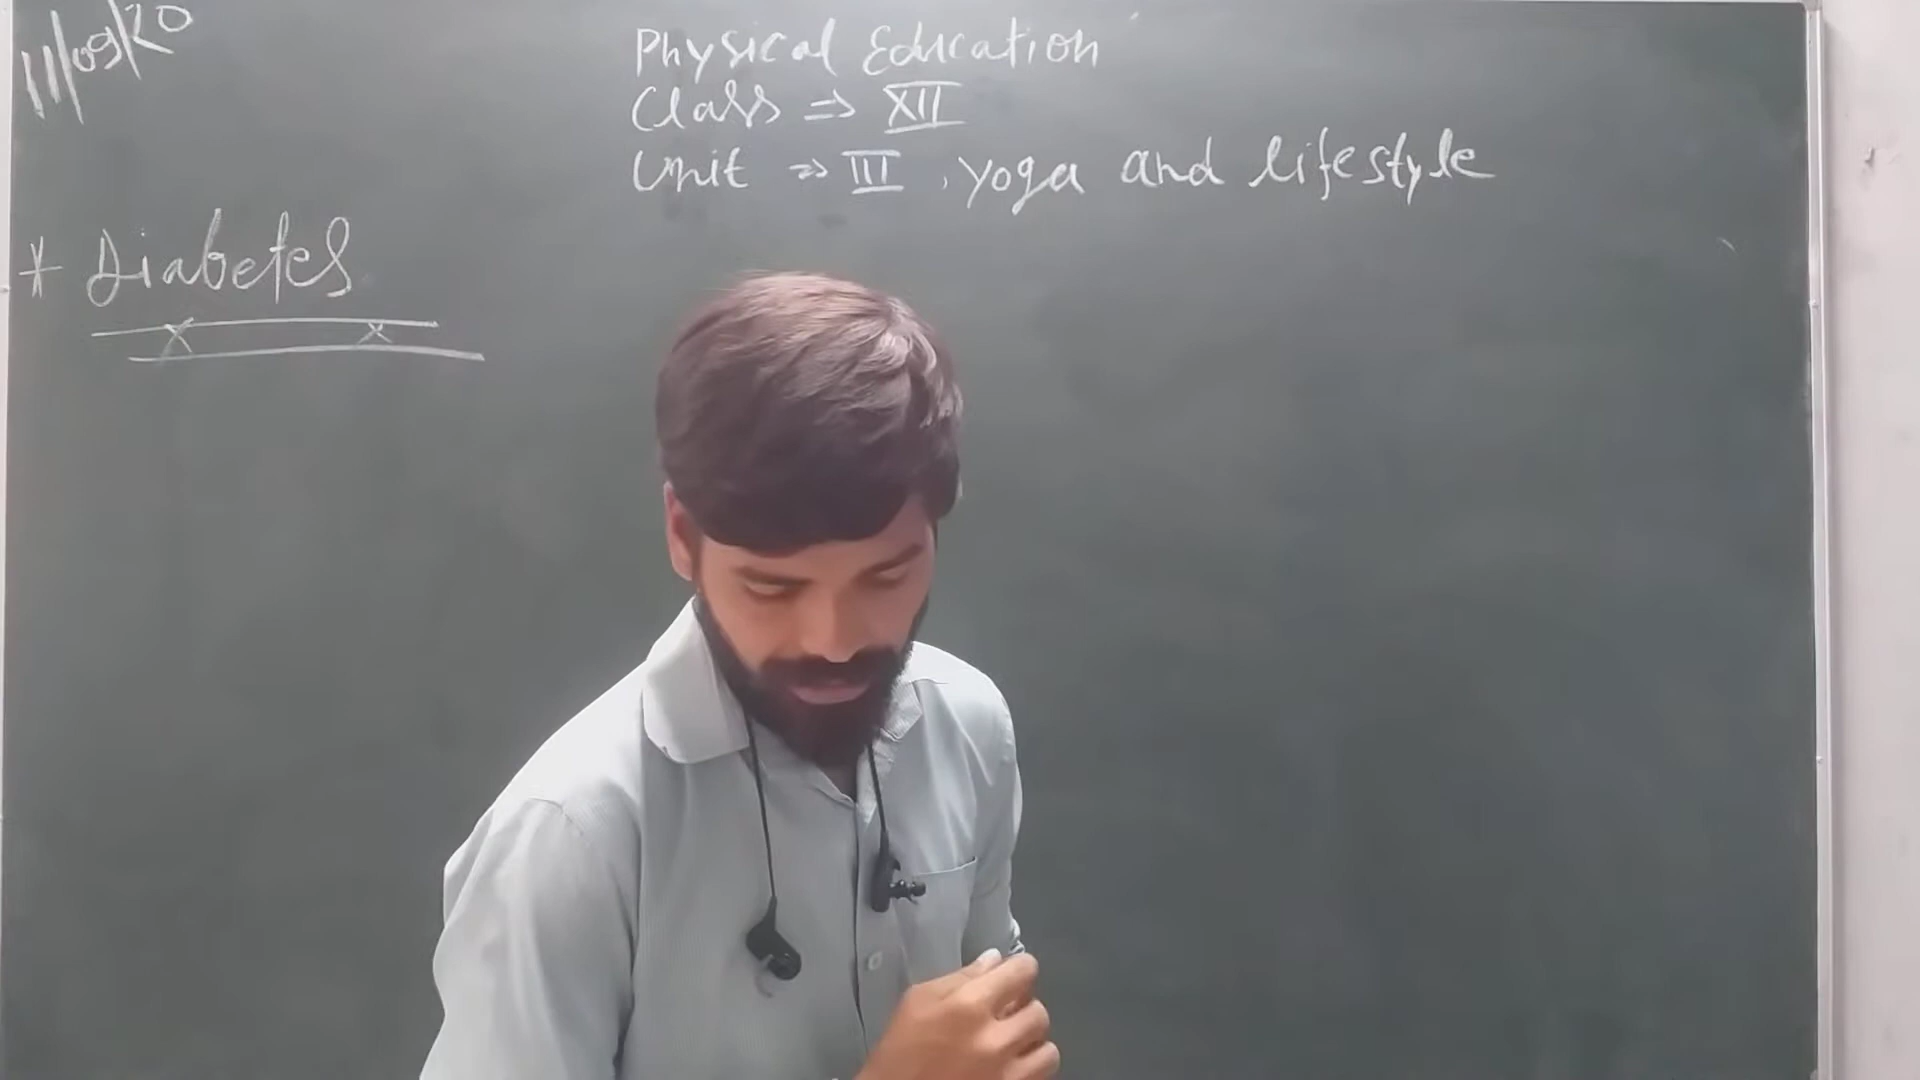 11/09/20
Physical Education
Class ⇒ XII
Unit ⇒ III, yoga and lifestyle
* Diabetes